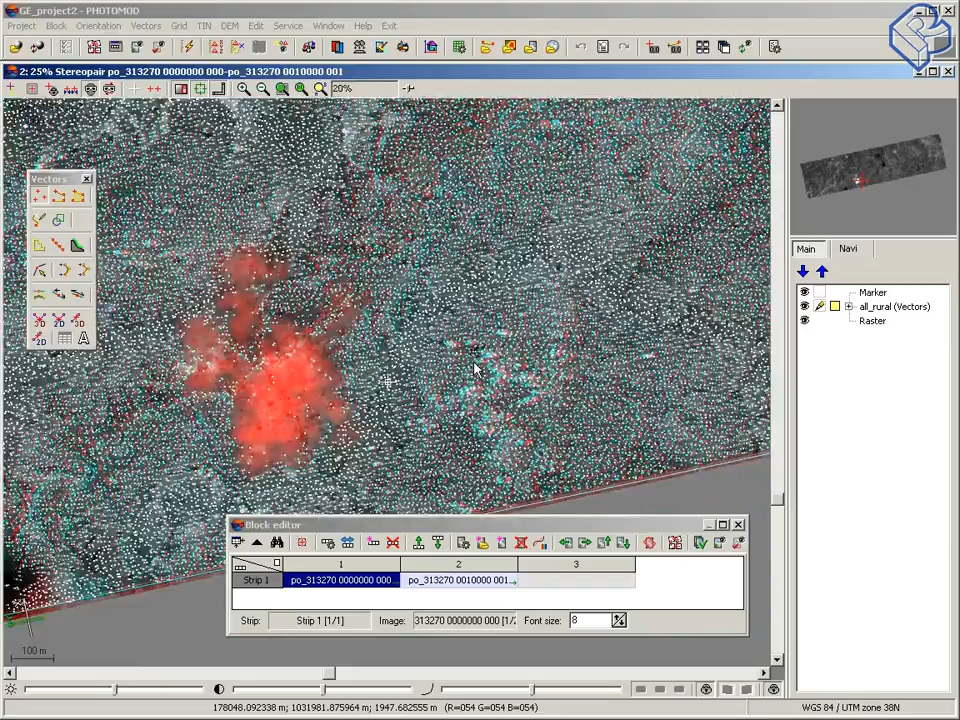 GE_project2 - PHOTOMOD
Project Block Orientation Vectors Grid TIN DEM Edit Service Window Help Exit
2: 25% Stereopair po_313270 0000000 000-po_313270 0010000 001
20%
Vectors
3D 2D 3D
2D A
Main Navi
Marker
all_rural (Vectors)
Raster
Block editor
1 2 3
Strip 1 po_313270 0000000 000... po_313270 0010000 001...
Strip: Strip 1 [1/1] Image: 313270 0000000 000 [1/ Font size: 8
100 m
178048.092338 m; 1031981.875964 m; 1947.682555 m (R=054 G=054 B=054)
WGS 84 / UTM zone 38N